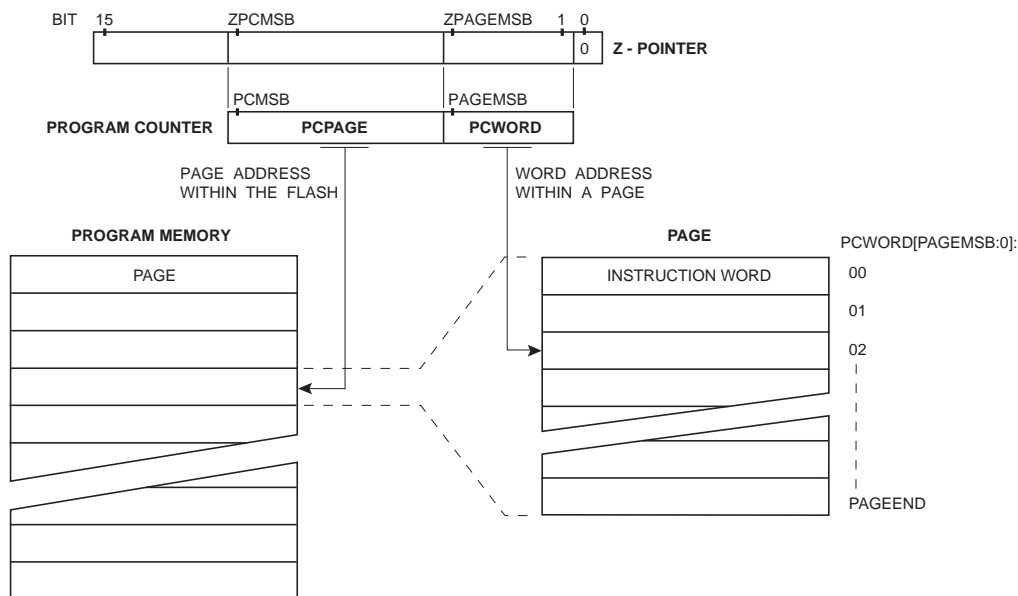 BIT 15 ZPCMSB ZPAGEMSB 1 0
0 Z - POINTER
PCMSB PAGEMSB
PROGRAM COUNTER PCPAGE PCWORD
PAGE ADDRESS
WITHIN THE FLASH
WORD ADDRESS
WITHIN A PAGE
PROGRAM MEMORY
PAGE
PAGE
PCWORD[PAGEMSB:0]:
INSTRUCTION WORD
00
01
02
PAGEEND